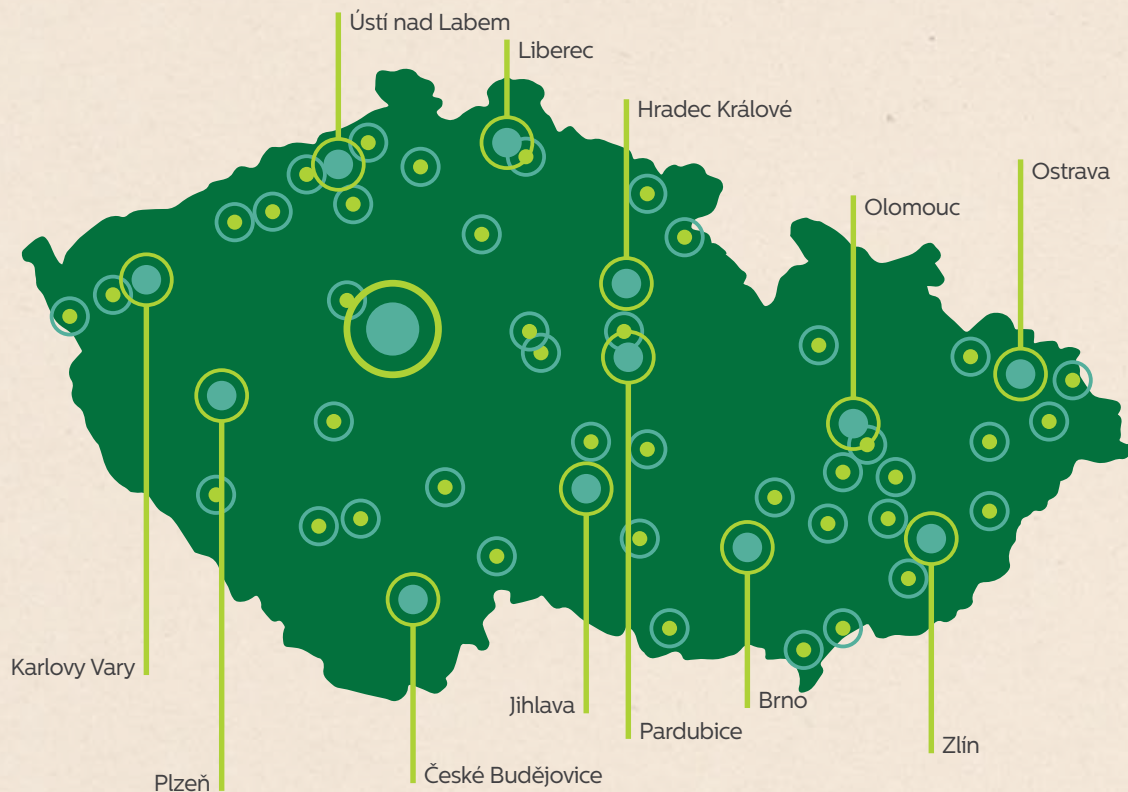 Ústí nad Labem
Liberec
Hradec Králové
Ostrava
Olomouc
Karlovy Vary
Jihlava
Brno
Pardubice
Zlín
České Budějovice
Plzeň